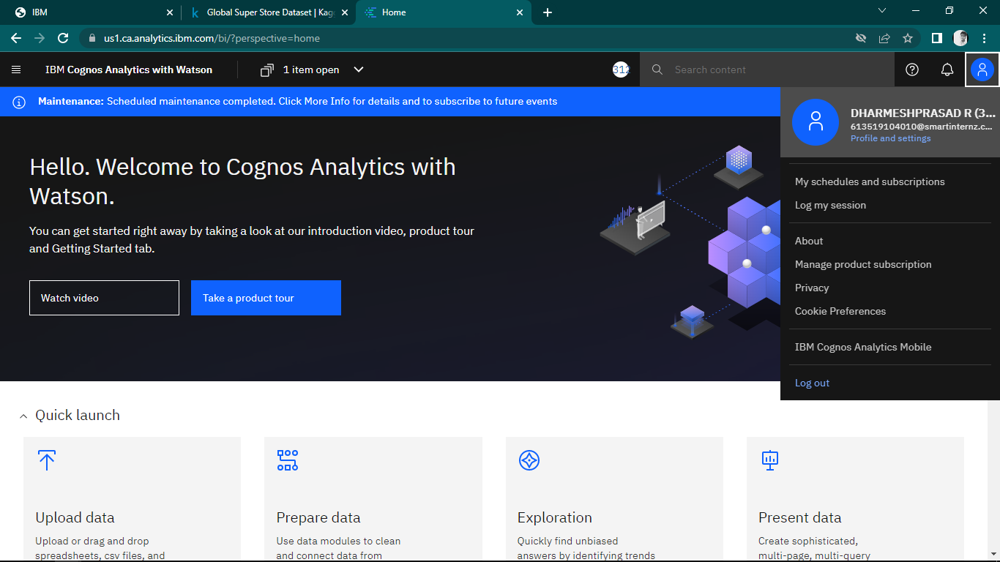 IBM
Global Super Store Dataset | Kag
Home
us1.ca.analytics.ibm.com/bi/?perspective=home
IBM Cognos Analytics with Watson
1 item open
312
Search content
Maintenance: Scheduled maintenance completed. Click More Info for details and to subscribe to future events
DHARMESHPRASAD R (3...
613519104010@smartinternz.c...
Profile and settings
My schedules and subscriptions
Log my session
About
Manage product subscription
Privacy
Cookie Preferences
IBM Cognos Analytics Mobile
Log out
Hello. Welcome to Cognos Analytics with
Watson.
You can get started right away by taking a look at our introduction video, product tour
and Getting Started tab.
Watch video
Take a product tour
Quick launch
Upload data
Upload or drag and drop
spreadsheets, csv files, and
Prepare data
Use data modules to clean
and connect data from
Exploration
Quickly find unbiased
answers by identifying trends
Present data
Create sophisticated,
multi-page, multi-query